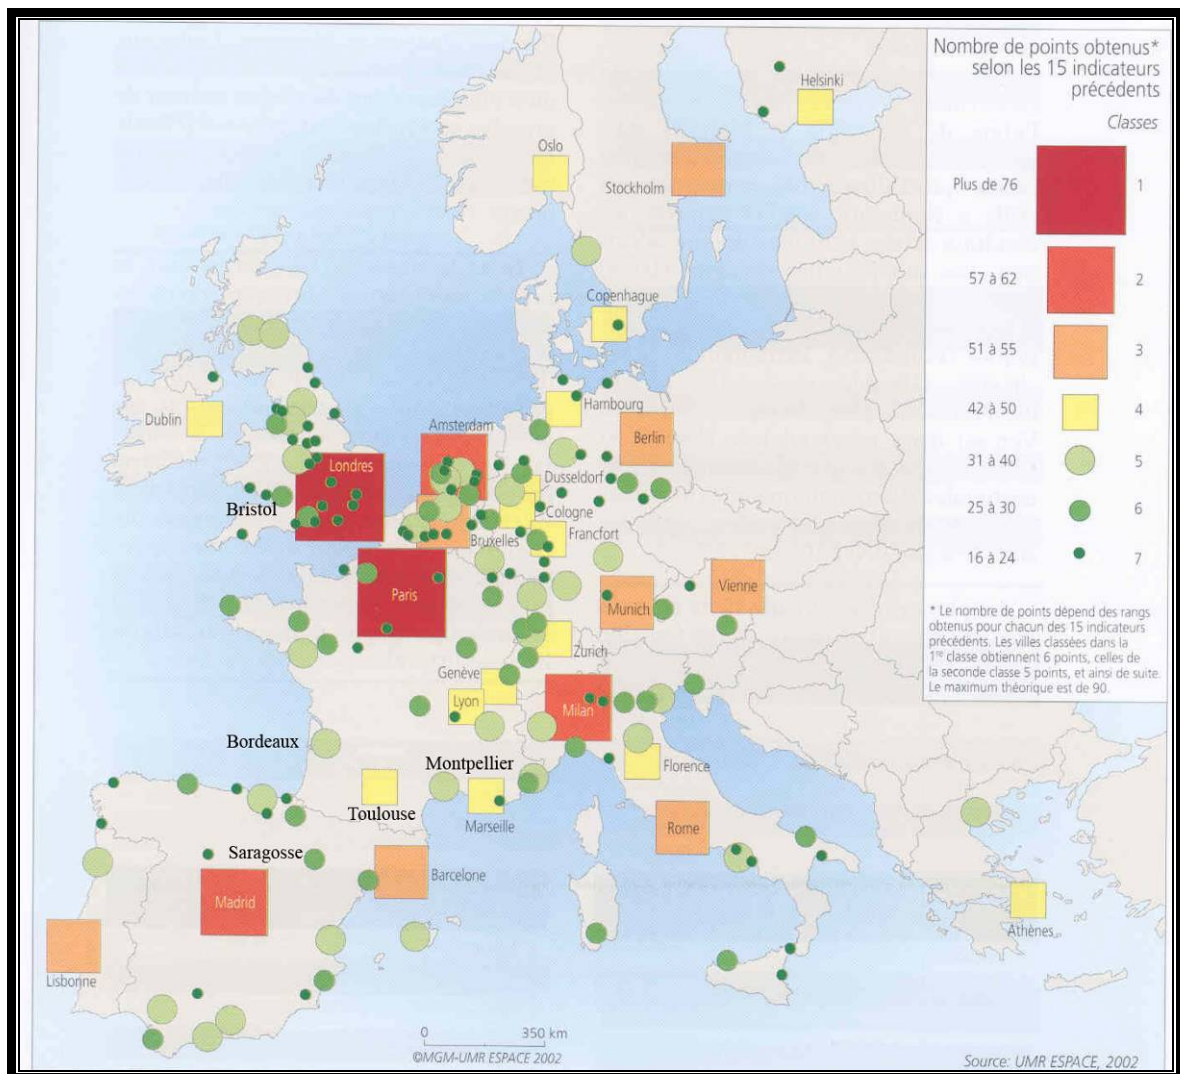 Nombre de points obtenus*
selon les 15 indicateurs
précédents
Classes
Plus de 76
1
57 à 62
2
51 à 55
3
42 à 50
4
31 à 40
5
25 à 30
6
16 à 24
7
* Le nombre de points dépend des rangs
obtenus pour chacun des 15 indicateurs
précédents. Les villes classées dans la
1re classe obtiennent 6 points, celles de
la seconde classe 5 points, et ainsi de suite.
Le maximum théorique est de 90.
Helsinki
Oslo
Stockholm
Copenhague
Dublin
Hambourg
Amsterdam
Berlin
Londres
Dusseldorf
Bristol
Cologne
Bruxelles
Francfort
Paris
Vienne
Munich
Zurich
Genève
Lyon
Milan
Bordeaux
Montpellier
Florence
Toulouse
Marseille
Rome
Saragosse
Barcelone
Madrid
Athènes
Lisbonne
0 350 km
©MGM-UMR ESPACE 2002
Source: UMR ESPACE, 2002